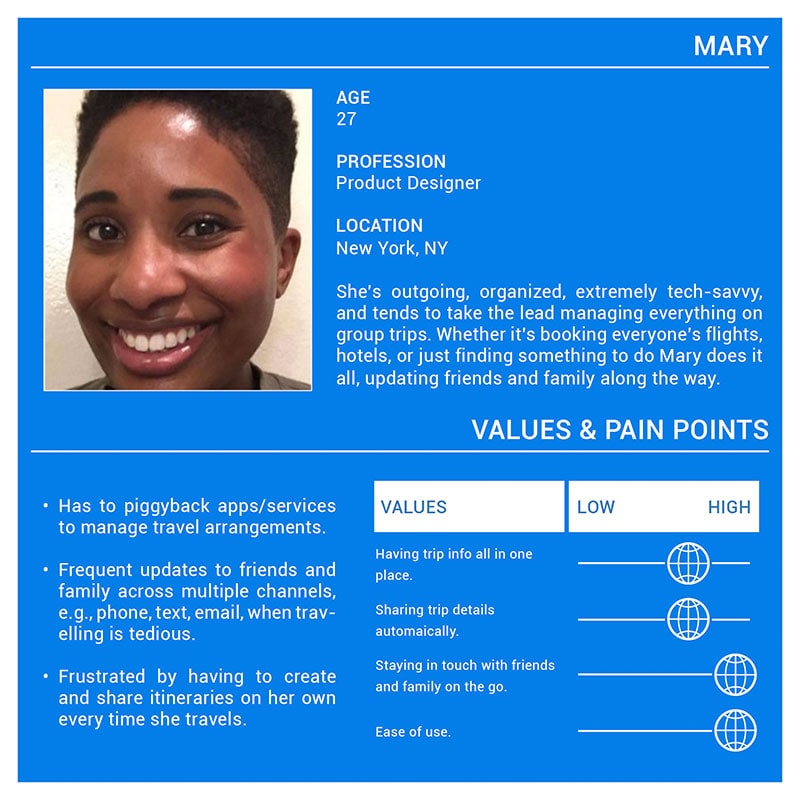 MARY
AGE
27
PROFESSION
Product Designer
LOCATION
New York, NY
She's outgoing, organized, extremely tech-savvy,
and tends to take the lead managing everything on
group trips. Whether it's booking everyone's flights,
hotels, or just finding something to do Mary does it
all, updating friends and family along the way.
VALUES & PAIN POINTS
• Has to piggyback apps/services
to manage travel arrangements.
• Frequent updates to friends and
family across multiple channels,
e.g., phone, text, email, when trav-
elling is tedious.
• Frustrated by having to create
and share itineraries on her own
every time she travels.
VALUES LOW HIGH
Having trip info all in one
place.
Sharing trip details
automaically.
Staying in touch with friends
and family on the go.
Ease of use.